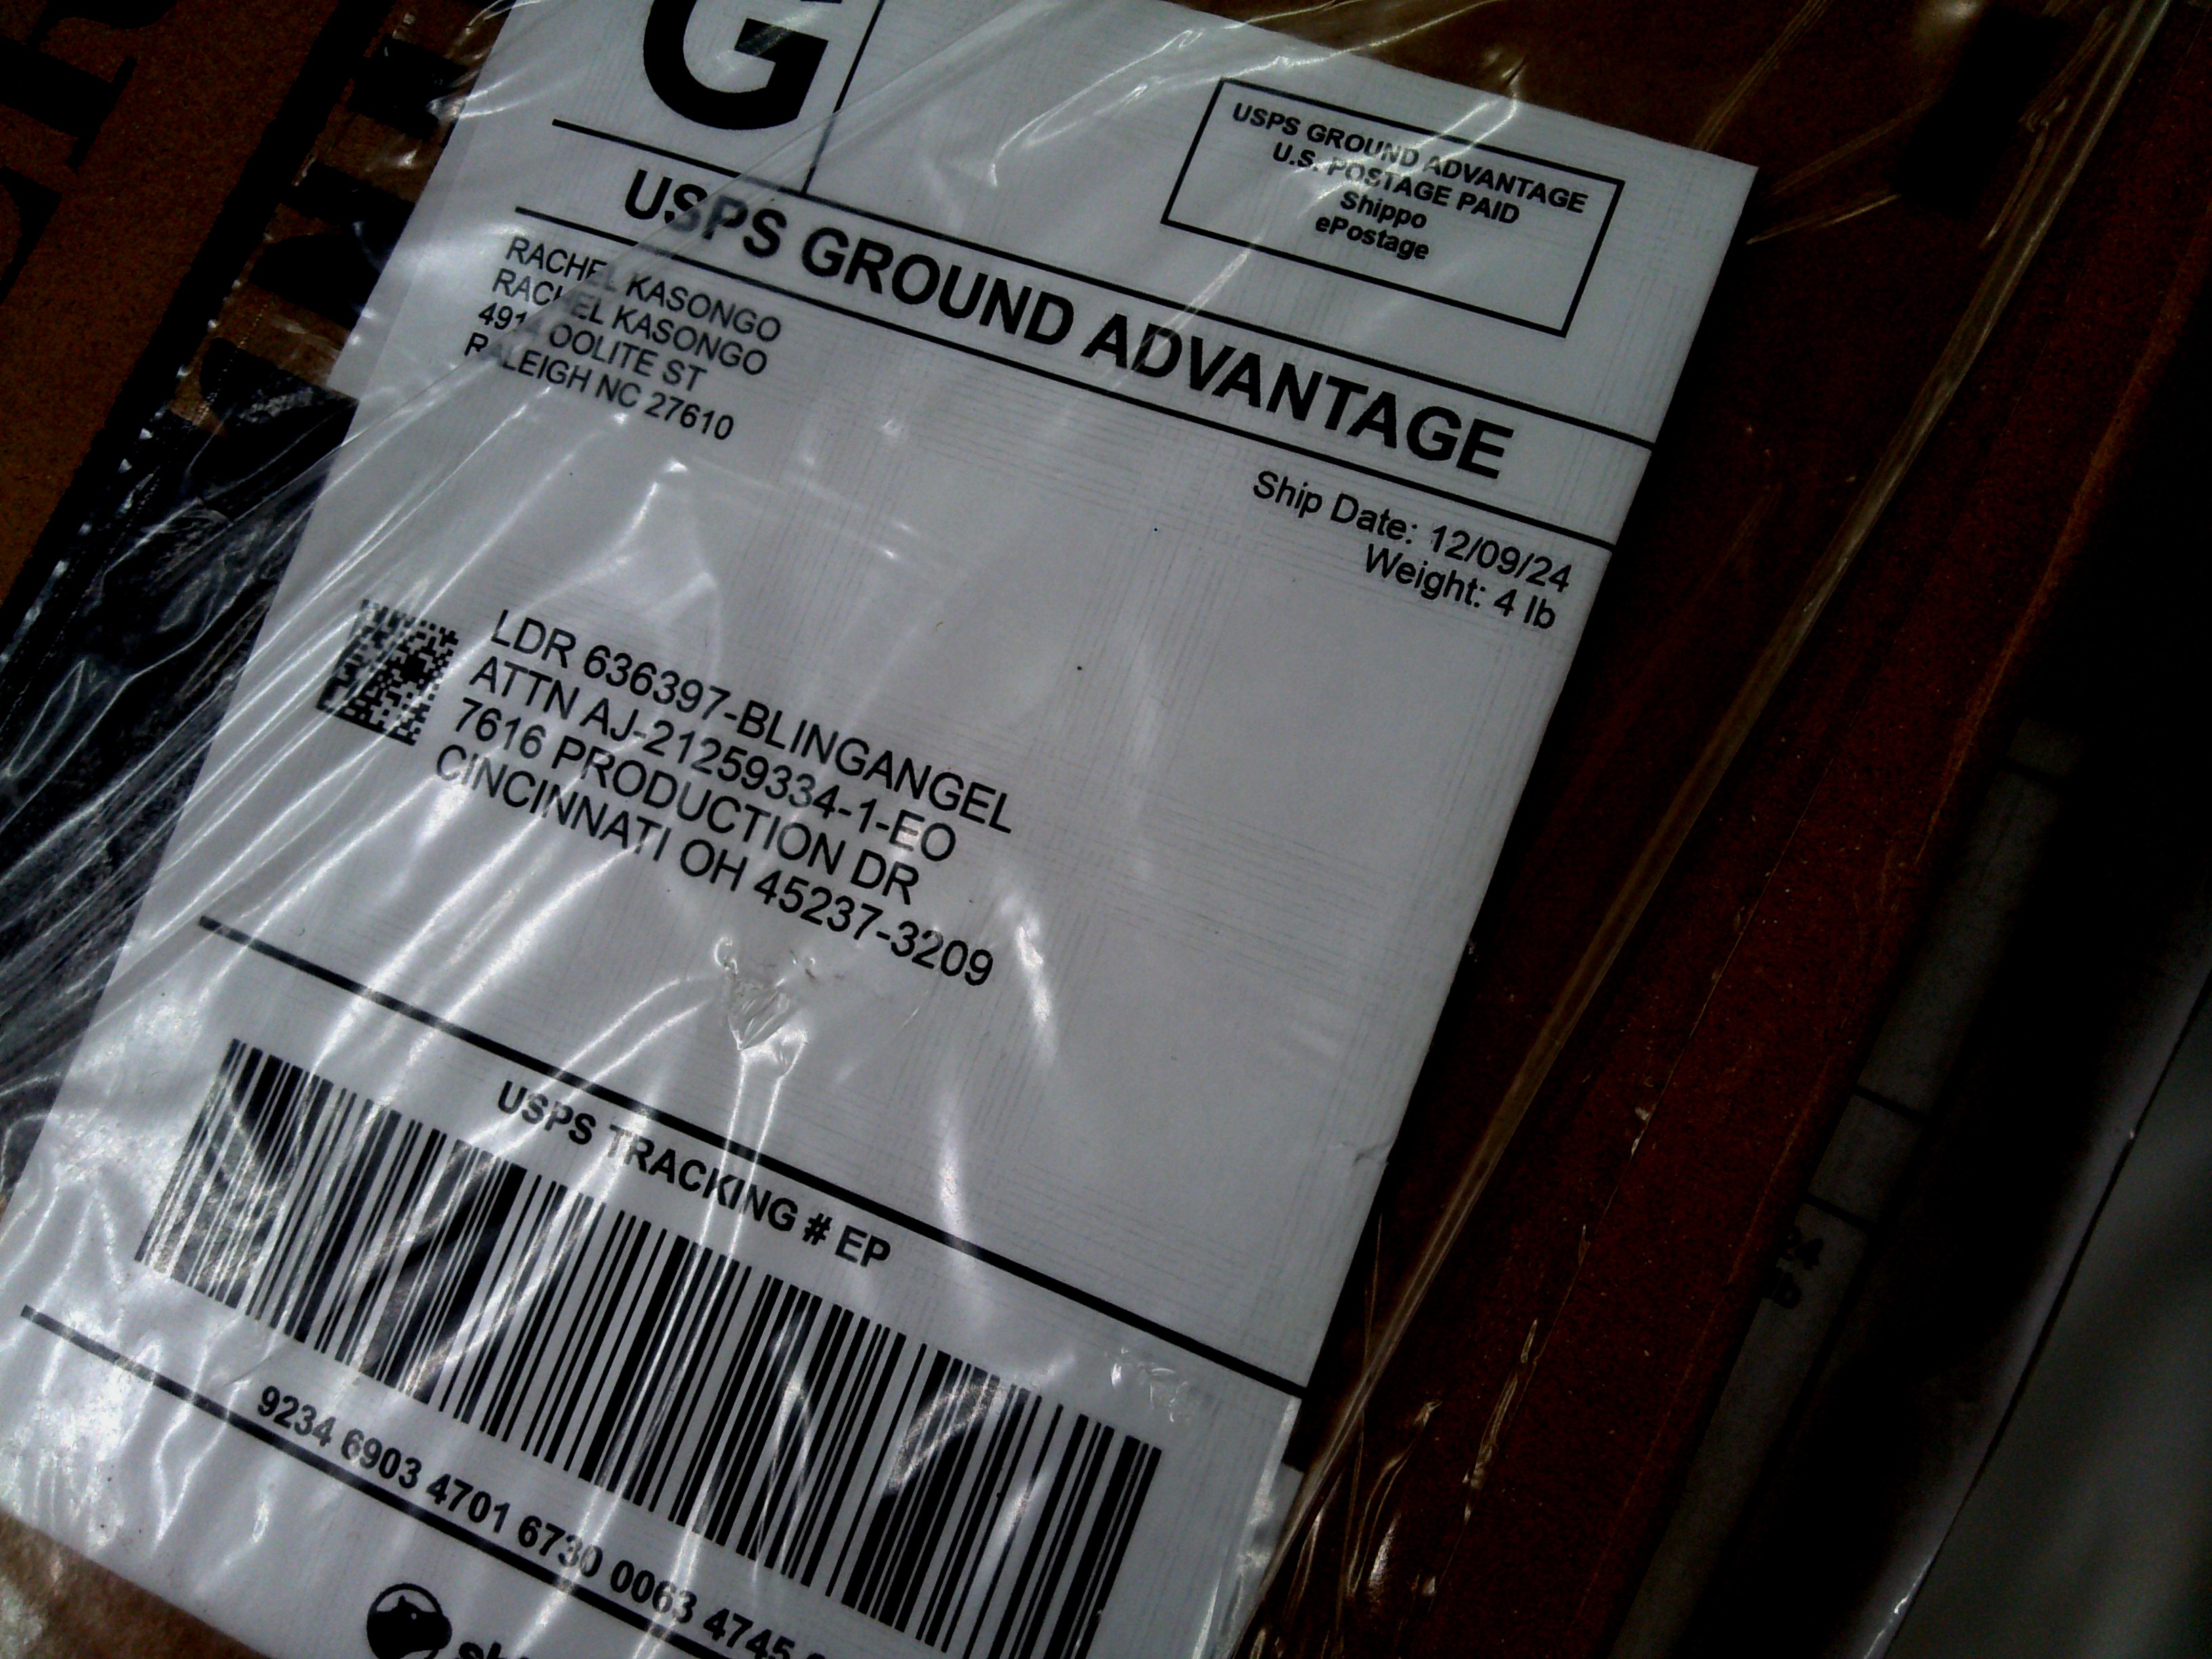 G
USPS GROUND ADVANTAGE
U.S. POSTAGE PAID
Shippo
ePostage
USPS GROUND ADVANTAGE
RACHEL KASONGO
RACHEL KASONGO
4914 OOLITE ST
RALEIGH NC 27610
Ship Date: 12/09/24
Weight: 4 lb
LDR 636397-BLINGANGEL
ATTN AJ-21259334-1-EO
7616 PRODUCTION DR
CINCINNATI OH 45237-3209
USPS TRACKING # EP
9234 6903 4701 6730 0063 4745